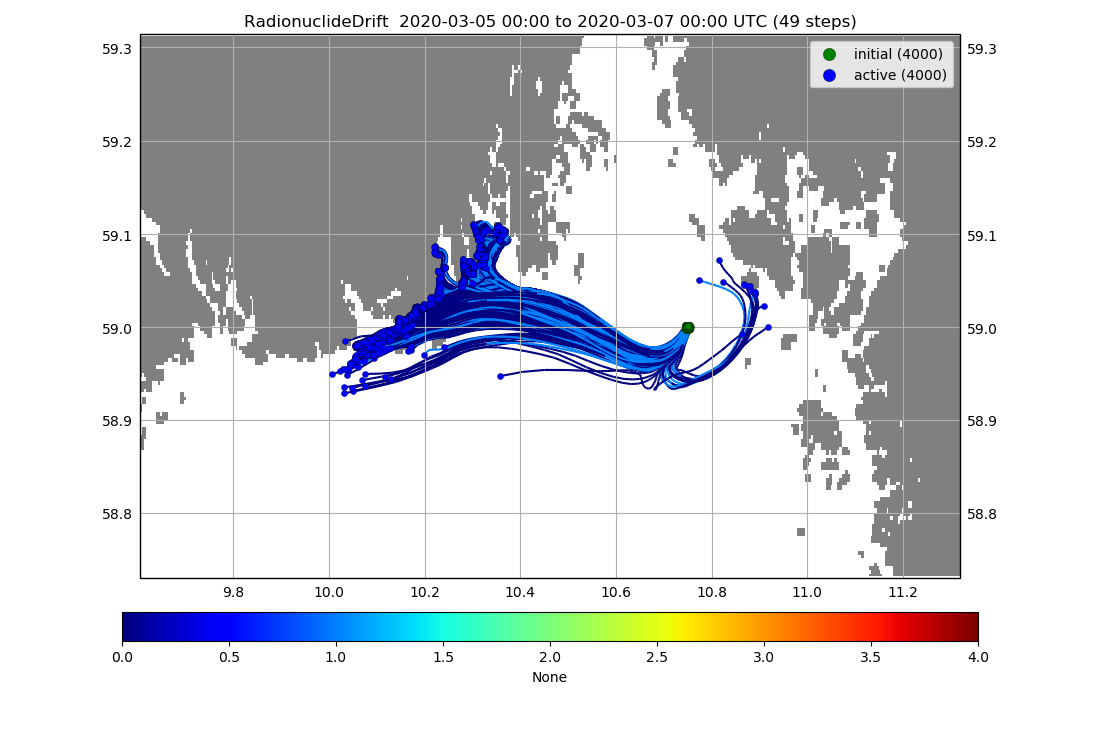 RadionuclideDrift  2020-03-05 00:00 to 2020-03-07 00:00 UTC (49 steps)
initial (4000)
active (4000)
59.3 59.3
59.2 59.2
59.1 59.1
59.0 59.0
58.9 58.9
58.8 58.8
9.8 10.0 10.2 10.4 10.6 10.8 11.0 11.2
0.0 0.5 1.0 1.5 2.0 2.5 3.0 3.5 4.0
None